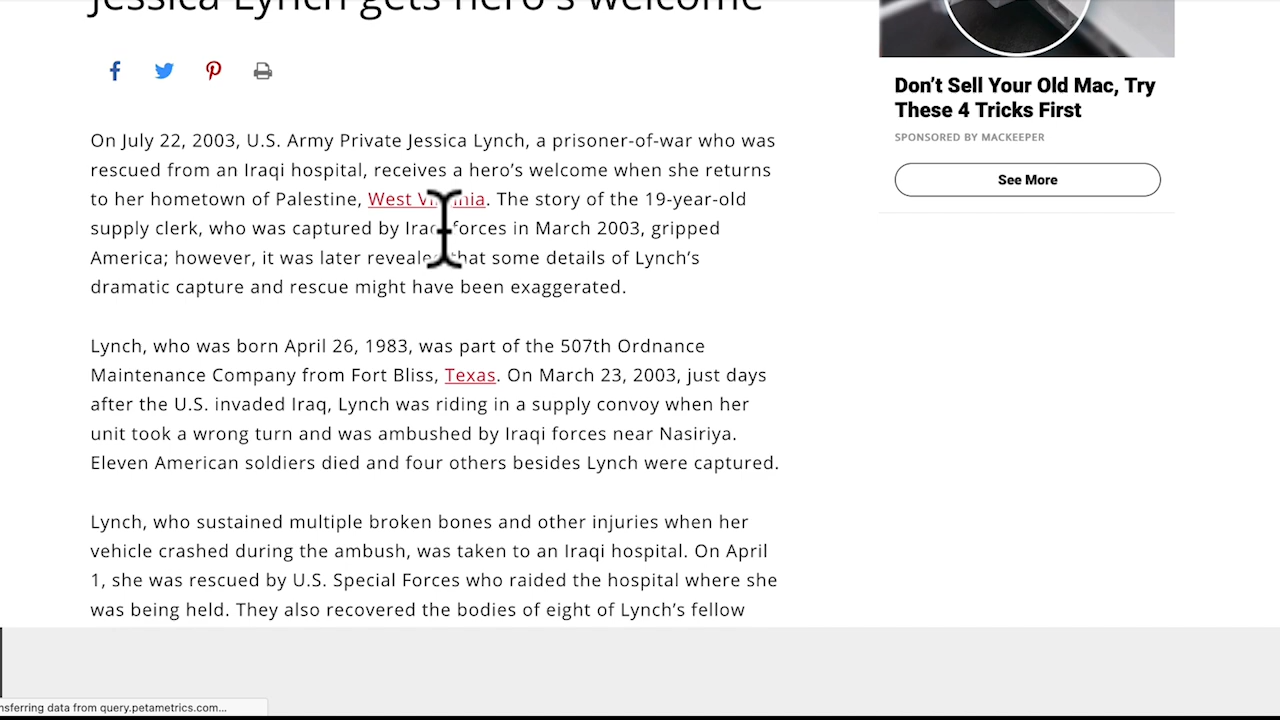 Jessica Lynch gets hero's welcome
Don't Sell Your Old Mac, Try
These 4 Tricks First
SPONSORED BY MACKEEPER
See More
On July 22, 2003, U.S. Army Private Jessica Lynch, a prisoner-of-war who was
rescued from an Iraqi hospital, receives a hero's welcome when she returns
to her hometown of Palestine, West Virginia. The story of the 19-year-old
supply clerk, who was captured by Iraqi forces in March 2003, gripped
America; however, it was later revealed that some details of Lynch's
dramatic capture and rescue might have been exaggerated.
Lynch, who was born April 26, 1983, was part of the 507th Ordnance
Maintenance Company from Fort Bliss, Texas. On March 23, 2003, just days
after the U.S. invaded Iraq, Lynch was riding in a supply convoy when her
unit took a wrong turn and was ambushed by Iraqi forces near Nasiriya.
Eleven American soldiers died and four others besides Lynch were captured.
Lynch, who sustained multiple broken bones and other injuries when her
vehicle crashed during the ambush, was taken to an Iraqi hospital. On April
1, she was rescued by U.S. Special Forces who raided the hospital where she
was being held. They also recovered the bodies of eight of Lynch's fellow
nsferring data from query.petametrics.com...